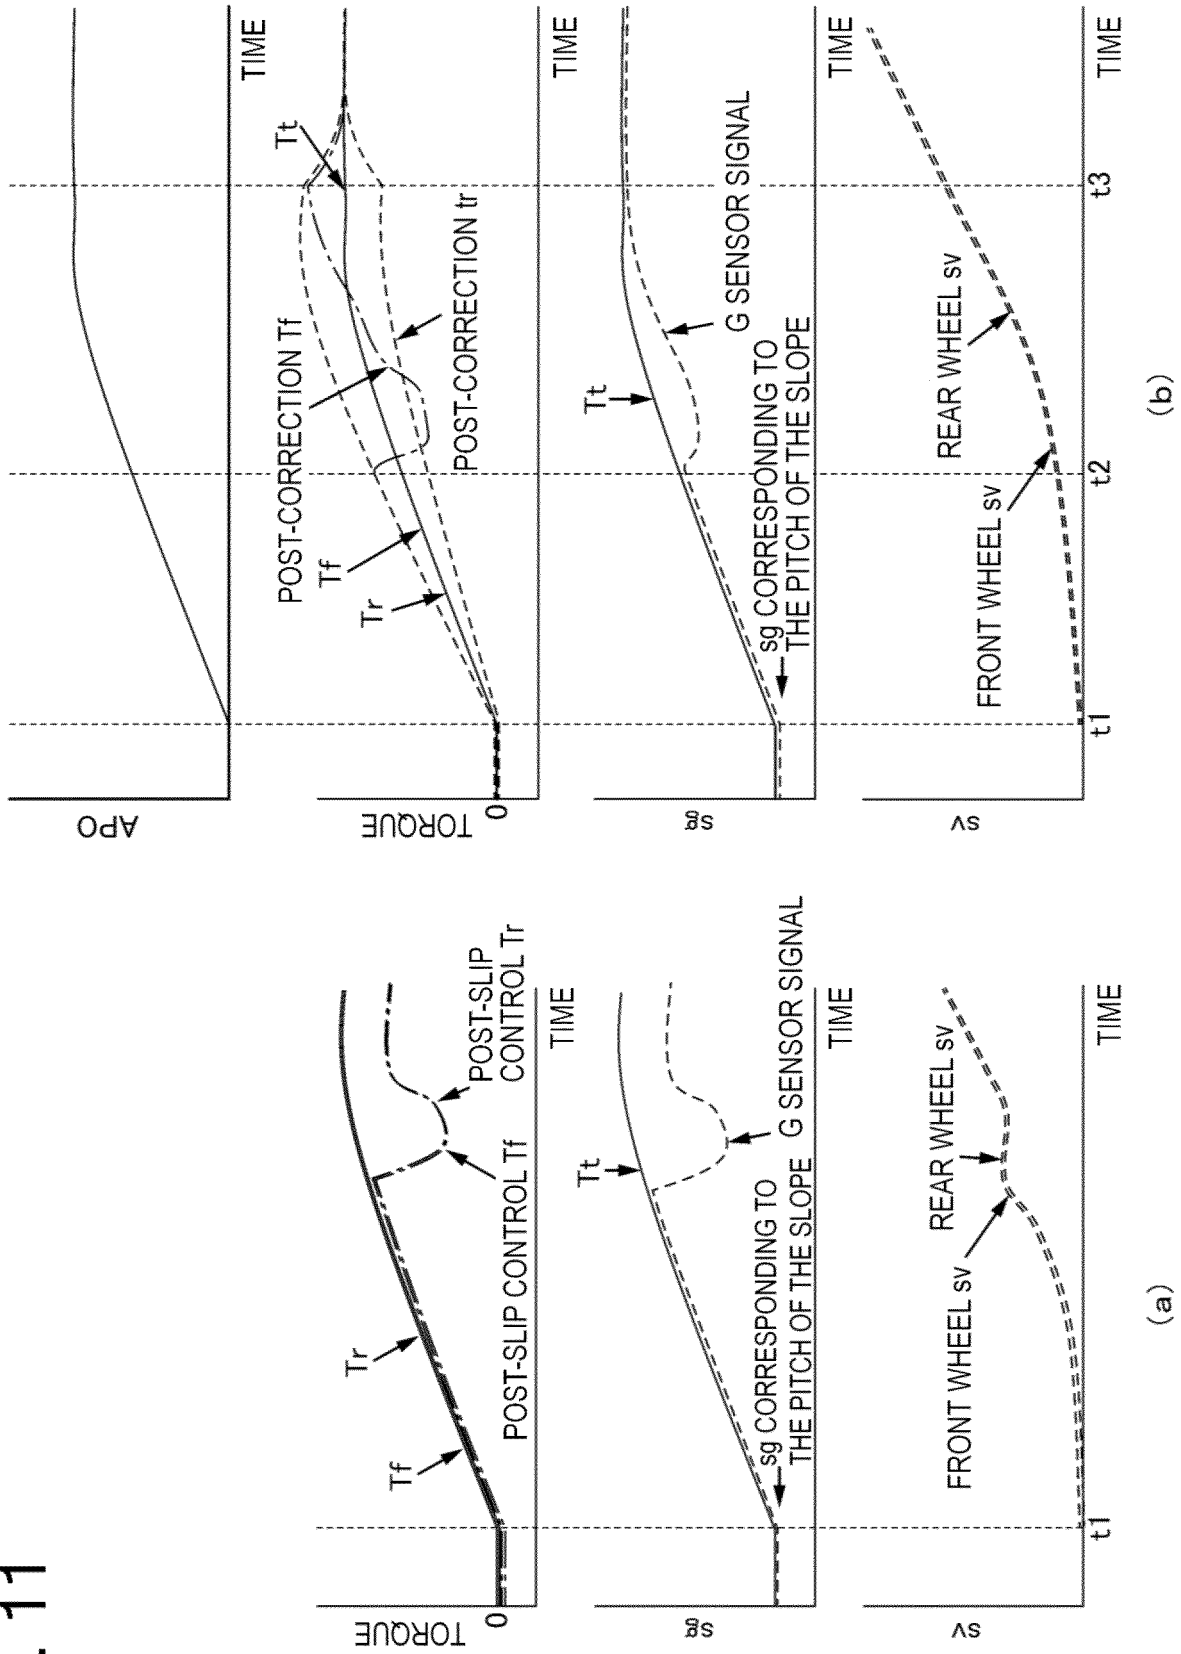 . 11
TORQUE
0
Tf
Tr
POST-SLIP CONTROL Tf
POST-SLIP
CONTROL Tr
TIME
sg
Tt
sg CORRESPONDING TO
THE PITCH OF THE SLOPE
G SENSOR SIGNAL
TIME
sv
FRONT WHEEL sv
REAR WHEEL sv
t1
TIME
(a)
APO
TIME
TORQUE
0
Tr
Tf
POST-CORRECTION Tf
POST-CORRECTION tr
Tt
TIME
sg
Tt
sg CORRESPONDING TO
THE PITCH OF THE SLOPE
G SENSOR SIGNAL
TIME
sv
FRONT WHEEL sv
REAR WHEEL sv
t1
t2
t3
TIME
(b)